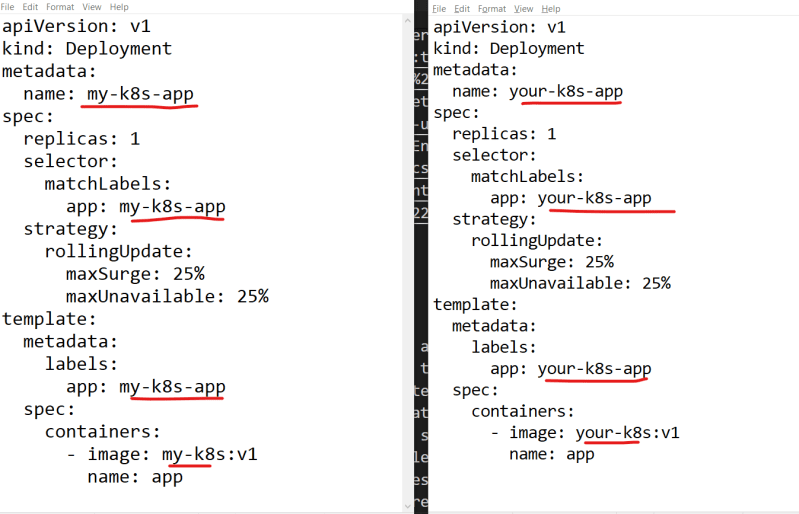 File Edit Format View Help
apiVersion: v1
kind: Deployment
metadata:
  name: my-k8s-app
spec:
  replicas: 1
  selector:
    matchLabels:
      app: my-k8s-app
  strategy:
    rollingUpdate:
      maxSurge: 25%
      maxUnavailable: 25%
template:
  metadata:
    labels:
      app: my-k8s-app
  spec:
    containers:
      - image: my-k8s:v1
        name: app
File Edit Format View Help
apiVersion: v1
kind: Deployment
metadata:
  name: your-k8s-app
spec:
  replicas: 1
  selector:
    matchLabels:
      app: your-k8s-app
  strategy:
    rollingUpdate:
      maxSurge: 25%
      maxUnavailable: 25%
template:
  metadata:
    labels:
      app: your-k8s-app
  spec:
    containers:
      - image: your-k8s:v1
        name: app